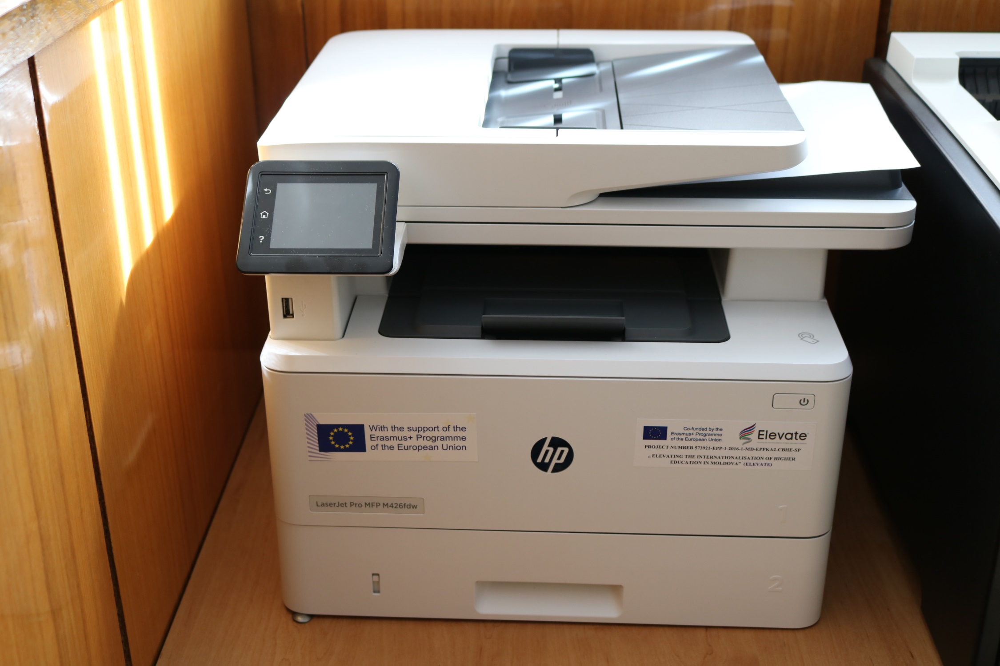 ?
With the support of the
Erasmus+ Programme
of the European Union
hp
Co-funded by the
Erasmus+ Programme
of the European Union
Elevate
PROJECT NUMBER 573921-EPP-1-2016-1-MD-EPPKA2-CBHE-SP
„ ELEVATING THE INTERNATIONALISATION OF HIGHER
EDUCATION IN MOLDOVA” (ELEVATE)
LaserJet Pro MFP M426fdw
1
2